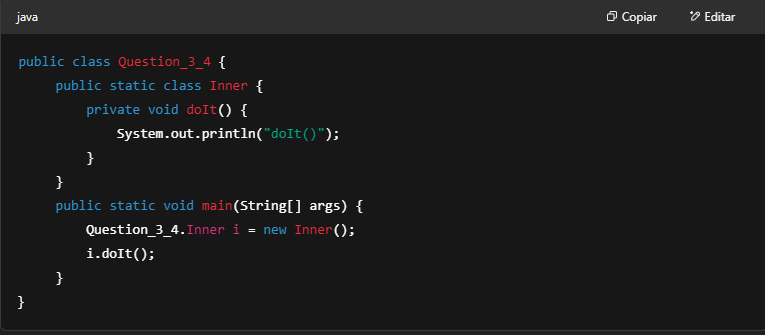 java
Copiar
Editar
public class Question_3_4 {
    public static class Inner {
        private void doIt() {
            System.out.println("doIt()");
        }
    }
    public static void main(String[] args) {
        Question_3_4.Inner i = new Inner();
        i.doIt();
    }
}